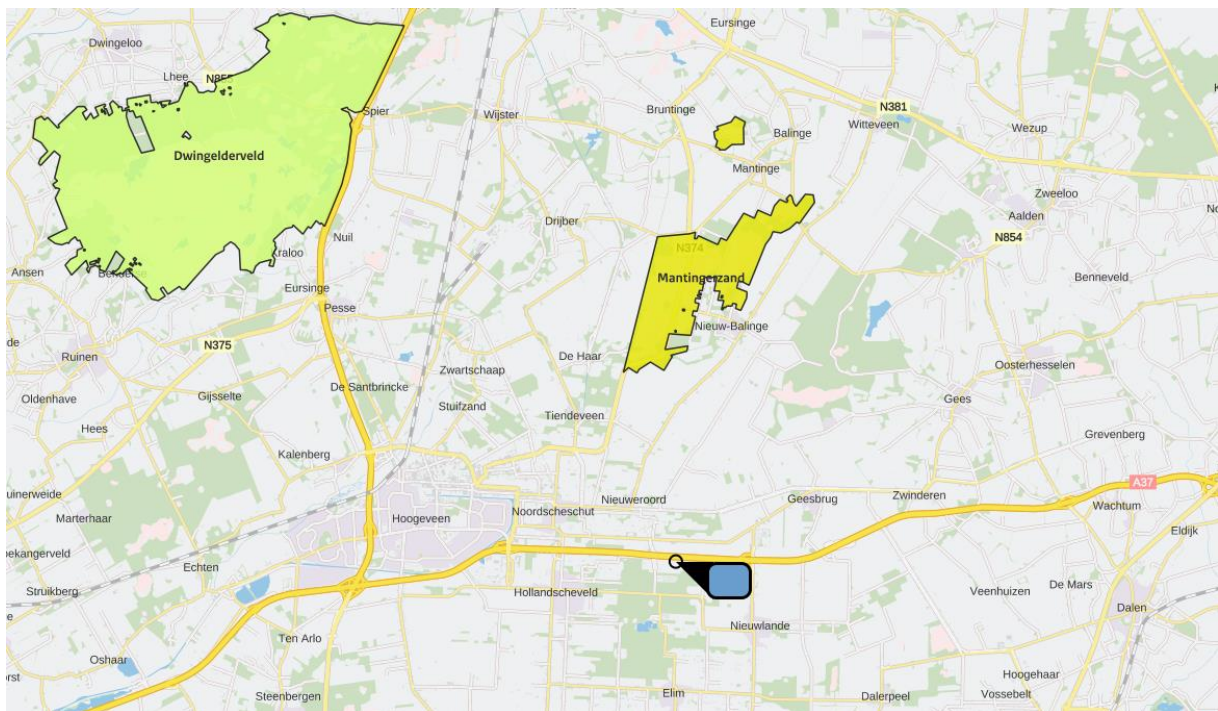 Eursinge
Dwingeloo
Lhee
N855
Bruntinge
N381
Spier
Wijster
Balinge
Witteveen
Wezup
Dwingelderveld
Mantinge
Zweeloo
Aalden
Drijber
Nuil
N374
N854
Kraloo
Ansen
Mantingerzand
Benneveld
Eursinge
Pesse
Nieuw-Balinge
N375
Ruinen
De Haar
Zwartschaap
Oosterhesselen
De Santbrincke
Gijsselte
Oldenhave
Stuifzand
Gees
Tiendeveen
Hees
Grevenberg
Kalenberg
A37
uinerweide
Nieuweroord
Geesbrug
Zwinderen
Wachtum
Marterhaar
Hoogeveen
Noordscheschut
Eldijk
oekangerveld
Echten
Struikberg
Hollandscheveld
Veenhuizen
De Mars
Dalen
Nieuwlande
Ten Arlo
Oshaar
Hoogehaar
Steenbergen
Elim
Dalerpeel
Vossebelt